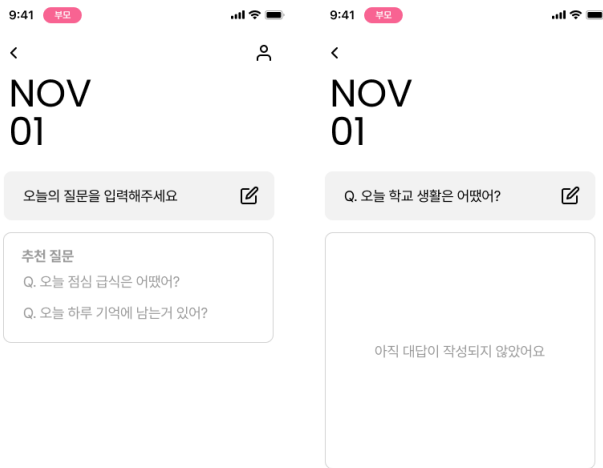 9:41 부모
NOV
01
오늘의 질문을 입력해주세요
추천 질문
Q. 오늘 점심 급식은 어땠어?
Q. 오늘 하루 기억에 남는거 있어?
9:41 부모
NOV
01
Q. 오늘 학교 생활은 어땠어?
아직 대답이 작성되지 않았어요